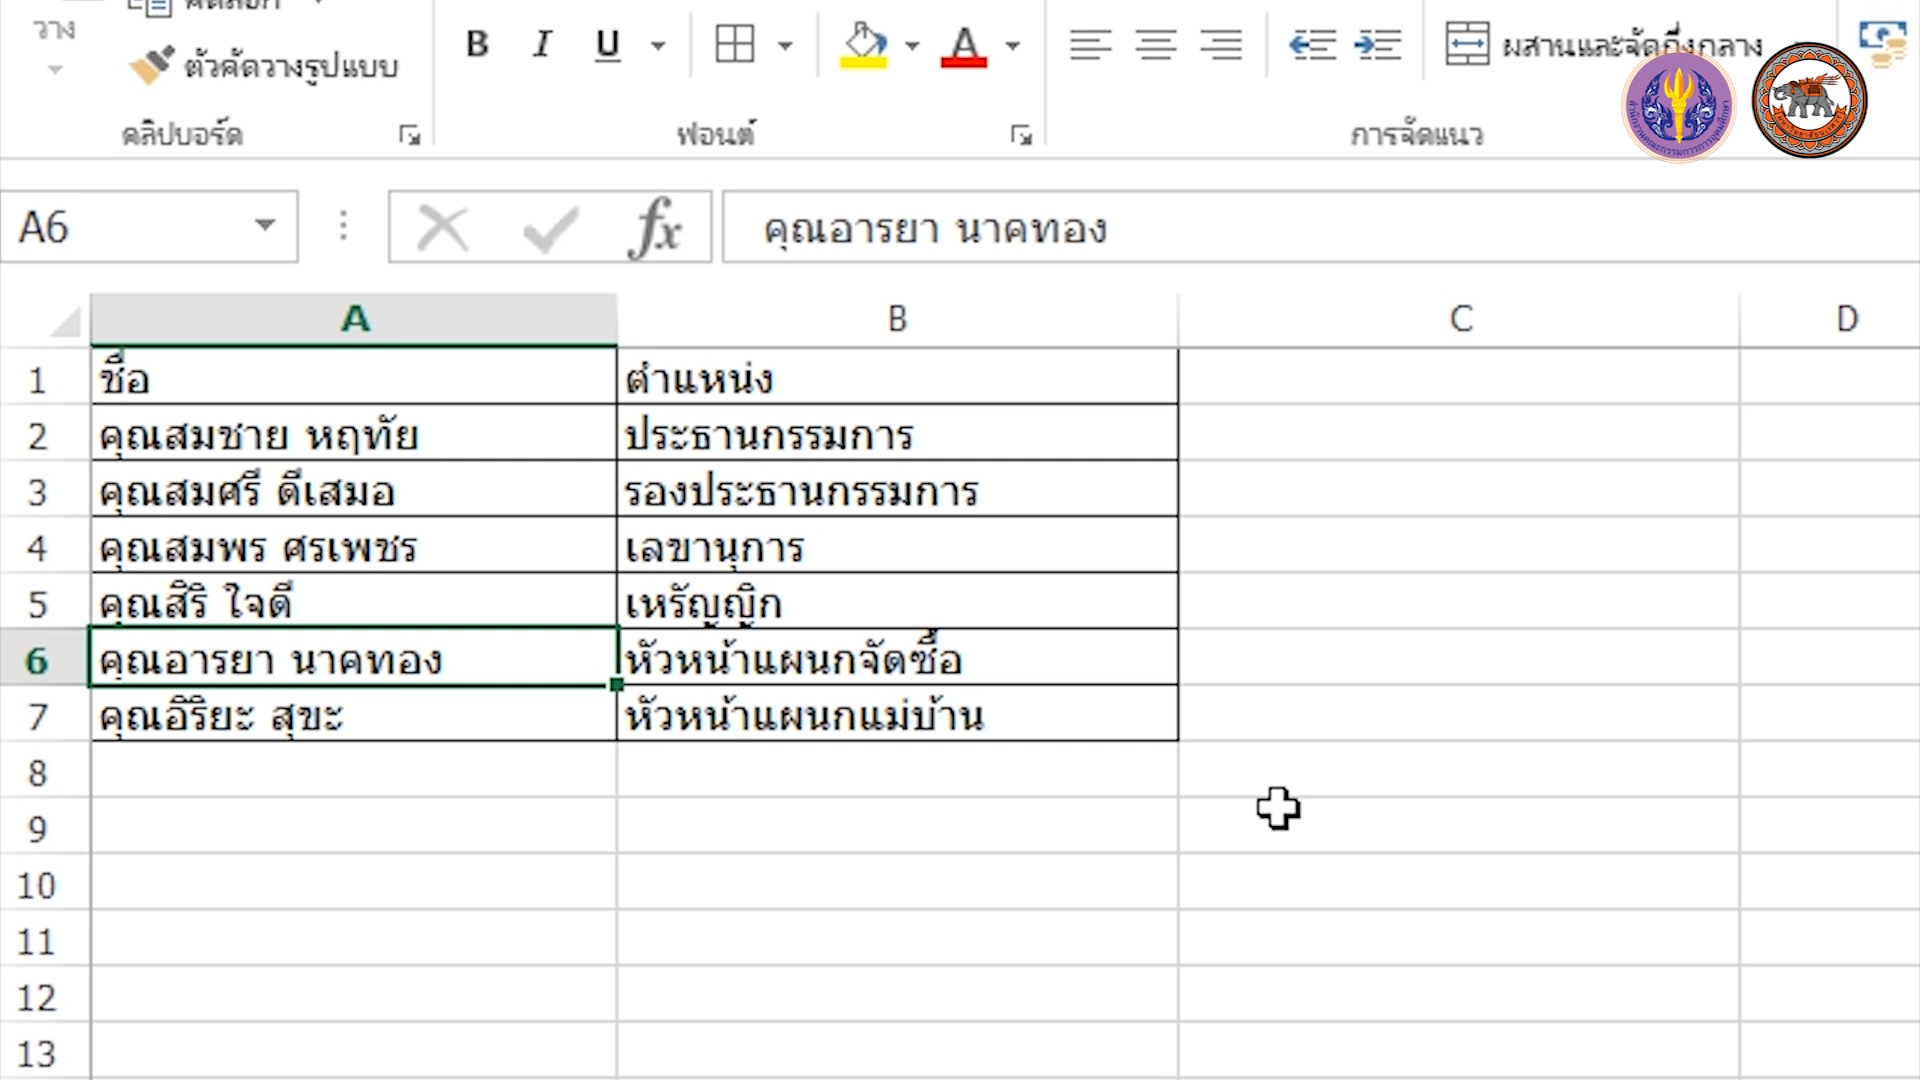 คัดลอก
วาง
ตัวคัดวางรูปแบบ
B I U
A
ผสานและจัดกึ่งกลาง
คลิปบอร์ด
ฟอนต์
การจัดแนว
A6
fx
คุณอารยา นาคทอง
A B C D
1 ชื่อ ตำแหน่ง
2 คุณสมชาย หฤทัย ประธานกรรมการ
3 คุณสมศรี ดีเสมอ รองประธานกรรมการ
4 คุณสมพร ศรเพชร เลขานุการ
5 คุณสิริ ใจดี เหรัญญิก
6 คุณอารยา นาคทอง หัวหน้าแผนกจัดซื้อ
7 คุณอิริยะ สุขะ หัวหน้าแผนกแม่บ้าน
8
9
10
11
12
13